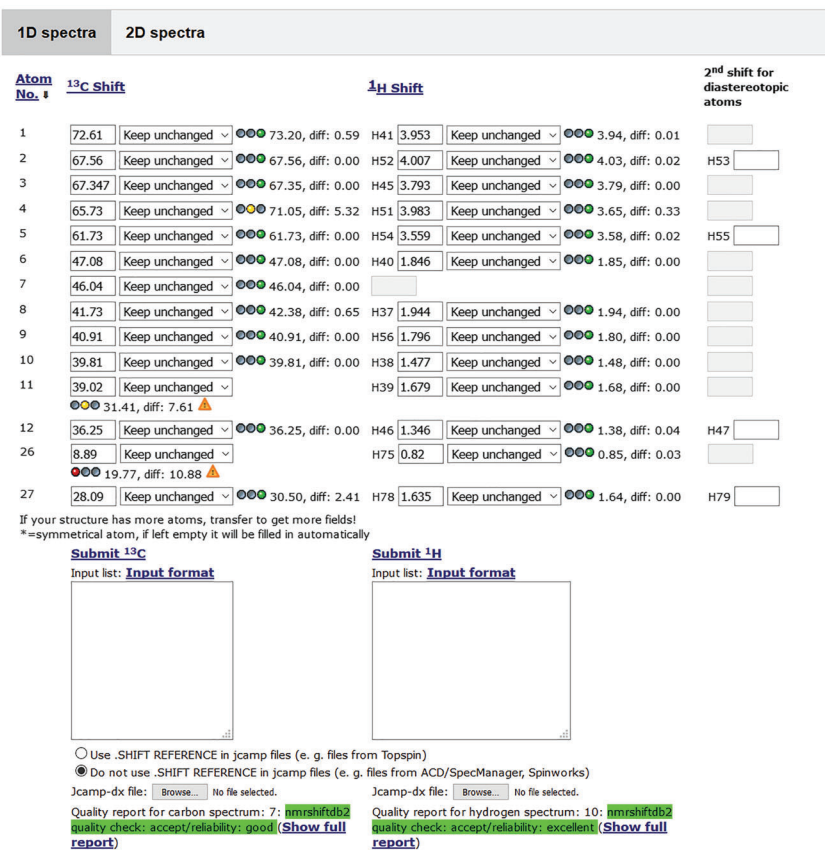 1D spectra 2D spectra
Atom No. 13C Shift 1H Shift 2nd shift for diastereotopic atoms
1 72.61 Keep unchanged 73.20, diff: 0.59 H41 3.953 Keep unchanged 3.94, diff: 0.01
2 67.56 Keep unchanged 67.56, diff: 0.00 H52 4.007 Keep unchanged 4.03, diff: 0.02 H53
3 67.347 Keep unchanged 67.35, diff: 0.00 H45 3.793 Keep unchanged 3.79, diff: 0.00
4 65.73 Keep unchanged 71.05, diff: 5.32 H51 3.983 Keep unchanged 3.65, diff: 0.33
5 61.73 Keep unchanged 61.73, diff: 0.00 H54 3.559 Keep unchanged 3.58, diff: 0.02 H55
6 47.08 Keep unchanged 47.08, diff: 0.00 H40 1.846 Keep unchanged 1.85, diff: 0.00
7 46.04 Keep unchanged 46.04, diff: 0.00
8 41.73 Keep unchanged 42.38, diff: 0.65 H37 1.944 Keep unchanged 1.94, diff: 0.00
9 40.91 Keep unchanged 40.91, diff: 0.00 H56 1.796 Keep unchanged 1.80, diff: 0.00
10 39.81 Keep unchanged 39.81, diff: 0.00 H38 1.477 Keep unchanged 1.48, diff: 0.00
11 39.02 Keep unchanged H39 1.679 Keep unchanged 1.68, diff: 0.00
31.41, diff: 7.61
12 36.25 Keep unchanged 36.25, diff: 0.00 H46 1.346 Keep unchanged 1.38, diff: 0.04 H47
26 8.89 Keep unchanged H75 0.82 Keep unchanged 0.85, diff: 0.03
19.77, diff: 10.88
27 28.09 Keep unchanged 30.50, diff: 2.41 H78 1.635 Keep unchanged 1.64, diff: 0.00 H79
If your structure has more atoms, transfer to get more fields!
*=symmetrical atom, if left empty it will be filled in automatically
Submit 13C Submit 1H
Input list: Input format Input list: Input format
Use .SHIFT REFERENCE in jcamp files (e. g. files from Topspin)
Do not use .SHIFT REFERENCE in jcamp files (e. g. files from ACD/SpecManager, Spinworks)
Jcamp-dx file: Browse... No file selected. Jcamp-dx file: Browse... No file selected.
Quality report for carbon spectrum: 7: nmrshiftdb2
quality check: accept/reliability: good (Show full
report)
Quality report for hydrogen spectrum: 10: nmrshiftdb2
quality check: accept/reliability: excellent (Show full
report)